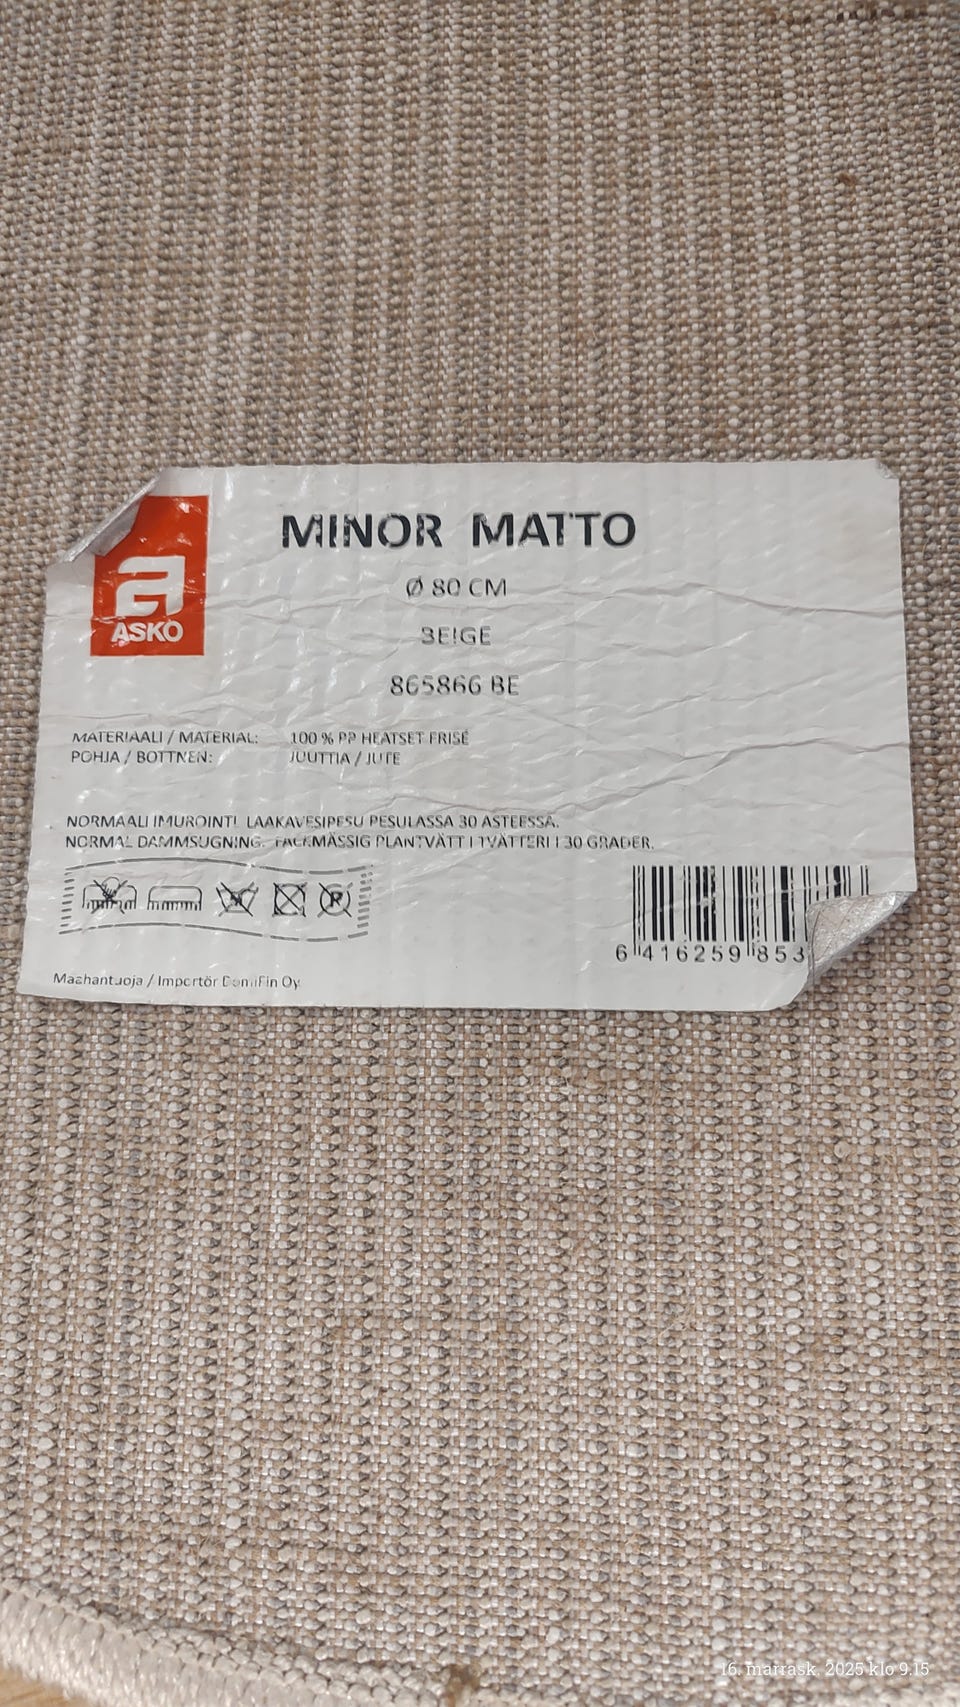 MINOR MATTO
Ø 80 CM
BEIGE
865866 BE
a
ASKO
MATERIAALI / MATERIAL: 100 % PP HEATSET FRISÉ
POHJA / BOTTNEN: JUUTTIA / JUTE
NORMAALI IMUROINTI. LAAKAVESIPESU PESULASSA 30 ASTEESSA.
NORMAL DAMMSUGNING. FACKMÄSSIG PLANTVÄTT I TVÄTTERI I 30 GRADER.
P
6 416259 853
Maahantuoja / Importör DomiFin Oy
16. marrask. 2025 klo 9.15